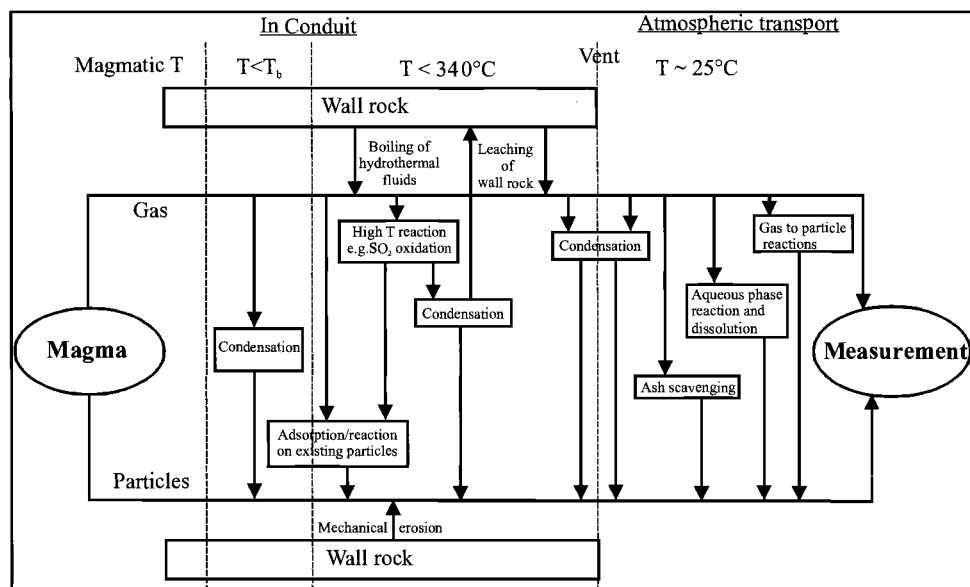 In Conduit
Atmospheric transport
Magmatic T
T<T_b
T < 340°C
Vent
T ~ 25°C
Wall rock
Boiling of
hydrothermal
fluids
Leaching
of
wall rock
Gas
High T reaction
e.g.SO₂ oxidation
Condensation
Gas to particle
reactions
Condensation
Aqueous phase
reaction and
dissolution
Magma
Condensation
Measurement
Ash scavenging
Adsorption/reaction
on existing particles
Particles
Mechanical erosion
Wall rock